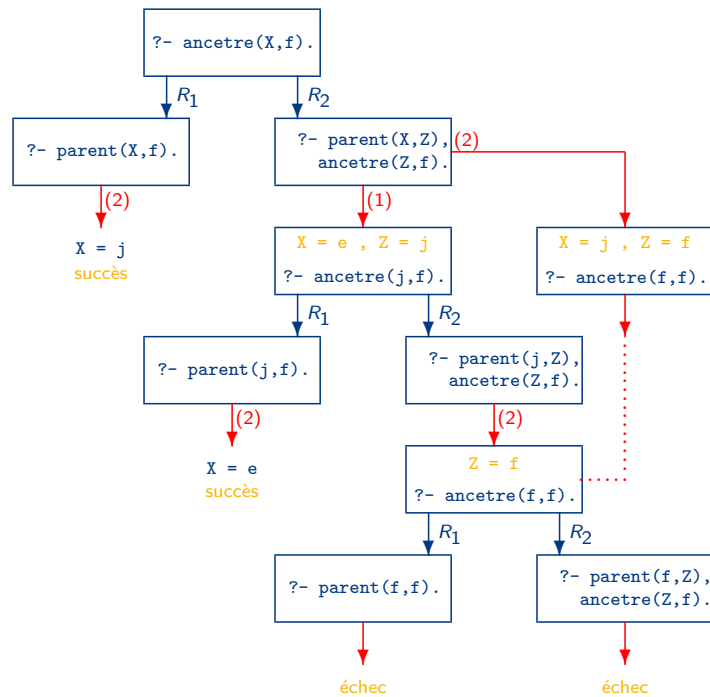 ?- ancetre(X,f).
R1 R2
?- parent(X,f).
?- parent(X,Z),
ancetre(Z,f).
(2)
(2)
(1)
X = j
succès
X = e , Z = j
?- ancetre(j,f).
X = j , Z = f
?- ancetre(f,f).
R1 R2
?- parent(j,f).
?- parent(j,Z),
ancetre(Z,f).
(2)
(2)
X = e
succès
Z = f
?- ancetre(f,f).
R1 R2
?- parent(f,f).
?- parent(f,Z),
ancetre(Z,f).
échec
échec